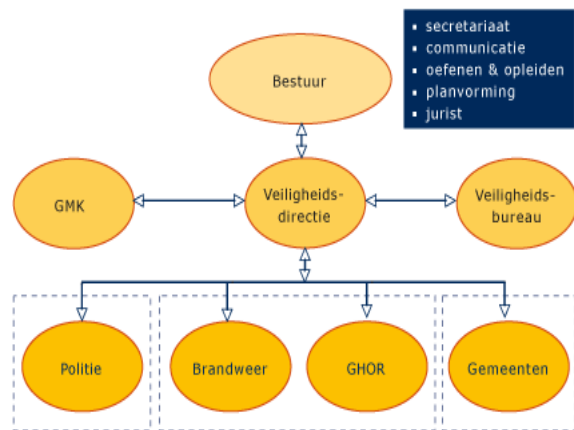 ▪ secretariaat
▪ communicatie
▪ oefenen & opleiden
▪ planvorming
▪ jurist
Bestuur
GMK
Veiligheids-
directie
Veiligheids-
bureau
Politie
Brandweer
GHOR
Gemeenten